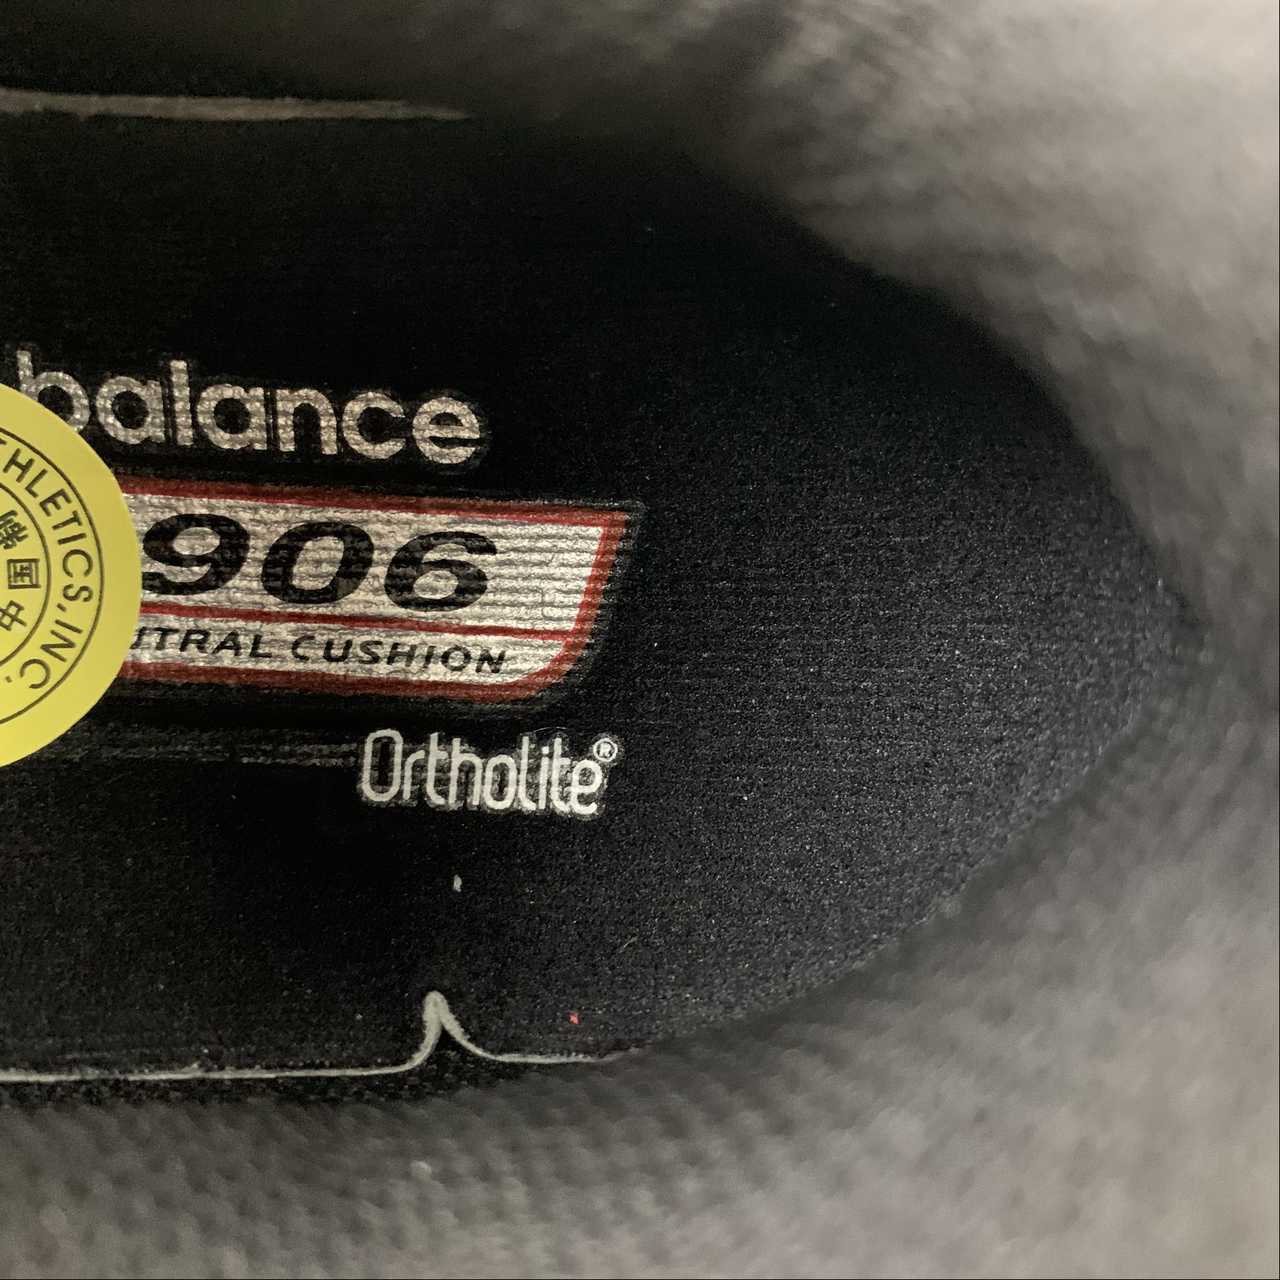 balance
906
UTRAL CUSHION
Ortholite®
THLETICS, INC.
中国